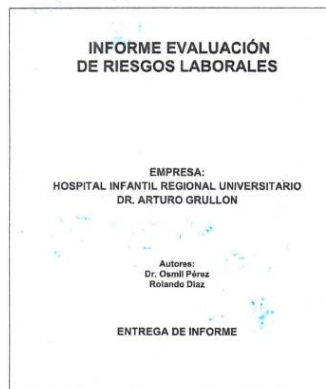 INFORME EVALUACIÓN
DE RIESGOS LABORALES
EMPRESA:
HOSPITAL INFANTIL REGIONAL UNIVERSITARIO
DR. ARTURO GRULLON
Autores:
Dr. Osmil Pérez
Rolando Diaz
ENTREGA DE INFORME